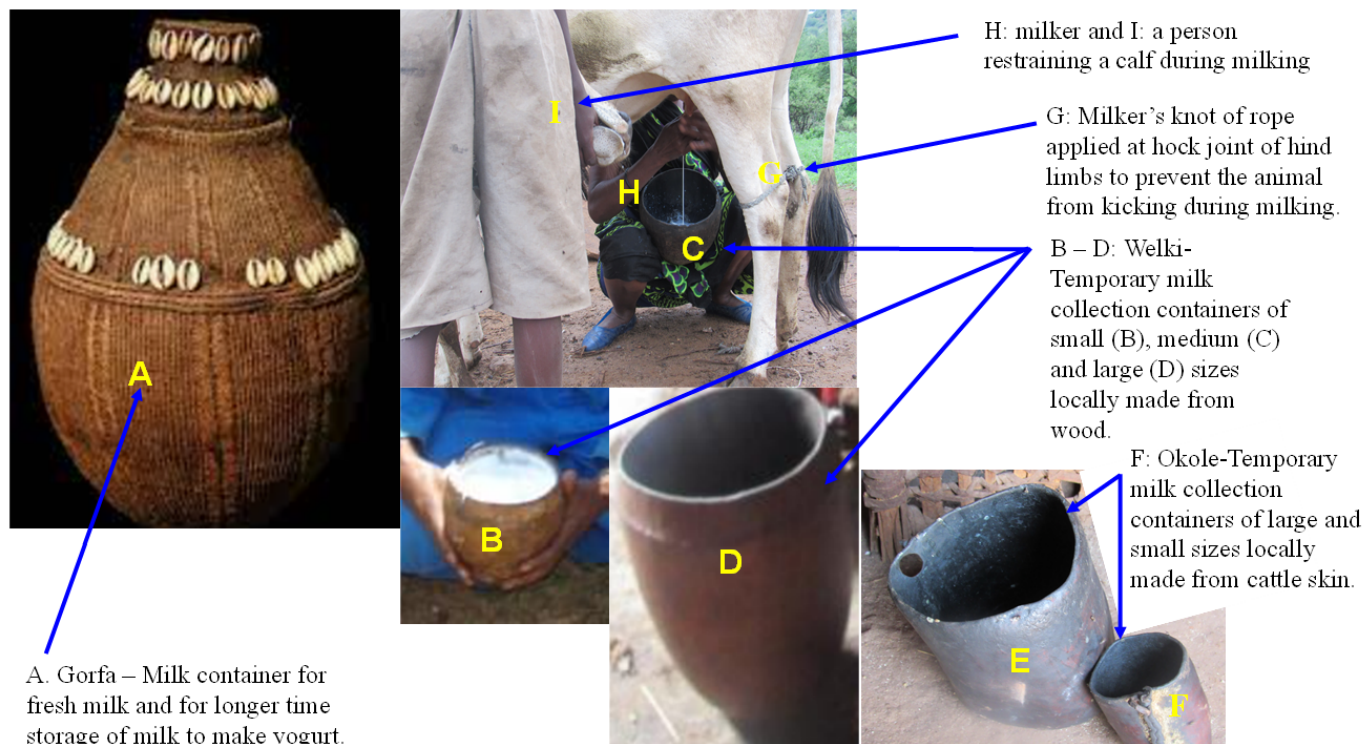 H: milker and I: a person
restraining a calf during milking
G: Milker’s knot of rope
applied at hock joint of hind
limbs to prevent the animal
from kicking during milking.
B – D: Welki-
Temporary milk
collection containers of
small (B), medium (C)
and large (D) sizes
locally made from
wood.
F: Okole-Temporary
milk collection
containers of large and
small sizes locally
made from cattle skin.
A. Gorfa – Milk container for
fresh milk and for longer time
storage of milk to make yogurt.
A
I
H
G
C
B
D
E
F